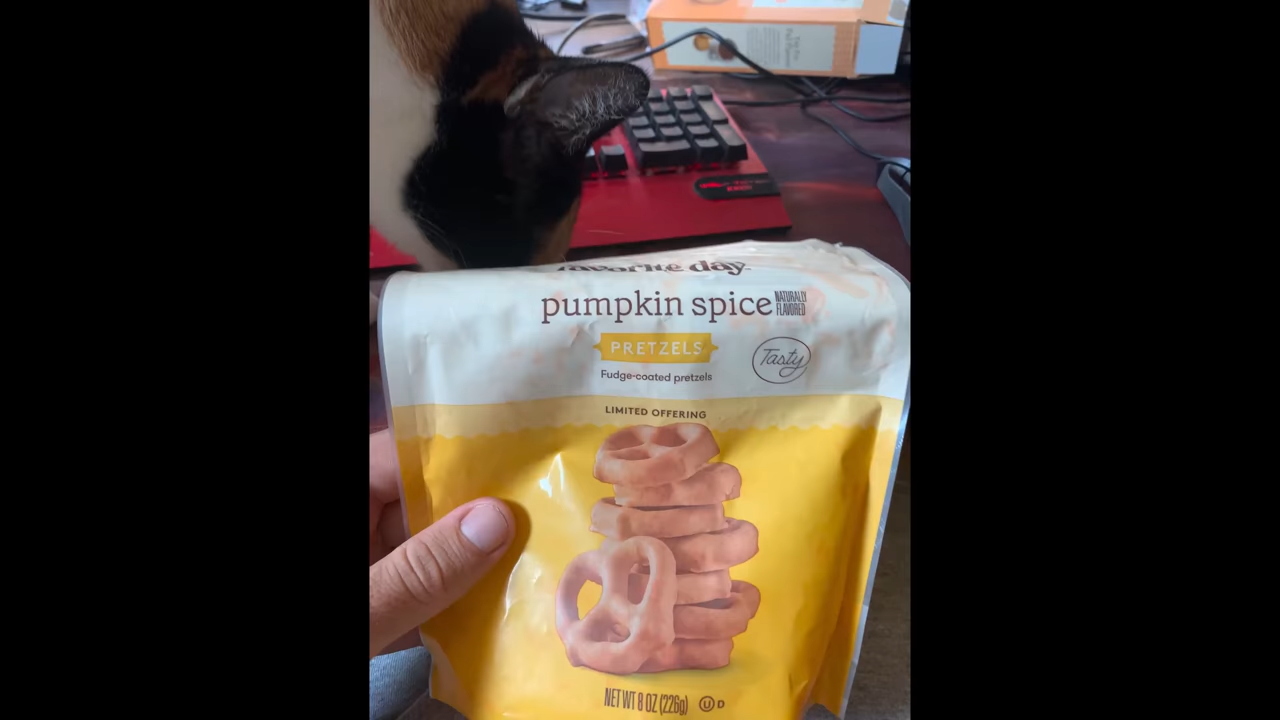 favorite day
pumpkin spice NATURALLY
FLAVORED
PRETZELS
Tasty
Fudge-coated pretzels
LIMITED OFFERING
NET WT 8 OZ (226g) U D